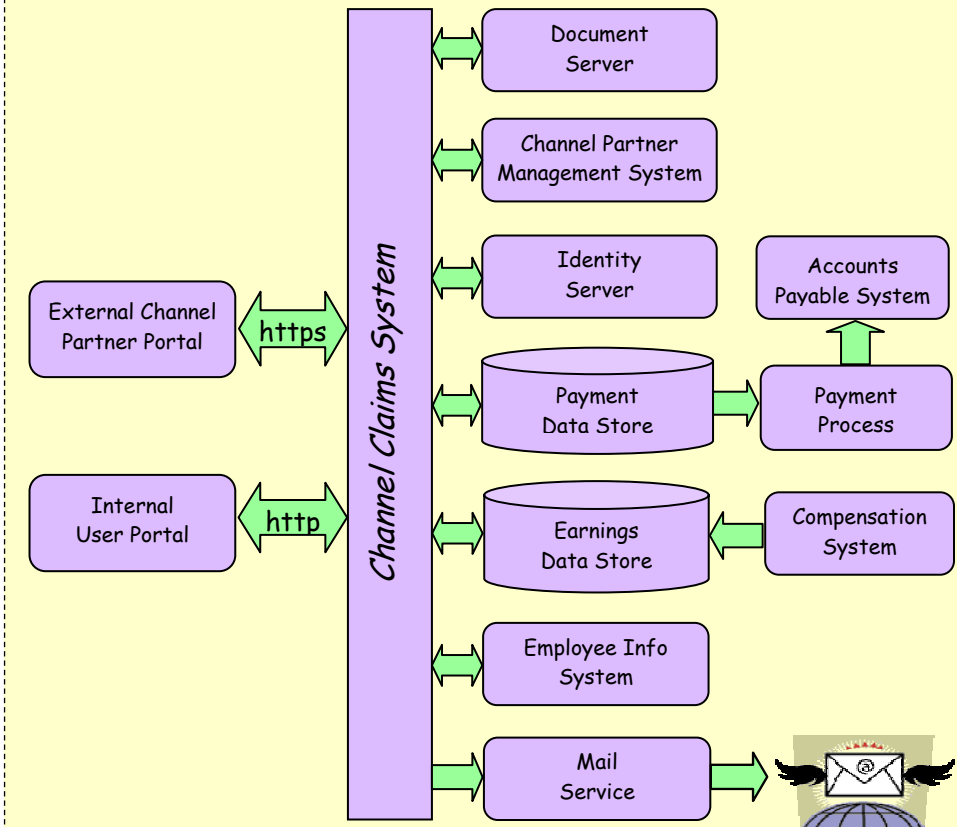 Document
Server
Channel Partner
Management System
Identity
Server
Accounts
Payable System
External Channel
Partner Portal
https
Channel Claims System
Payment
Data Store
Payment
Process
Internal
User Portal
http
Earnings
Data Store
Compensation
System
Employee Info
System
Mail
Service
@